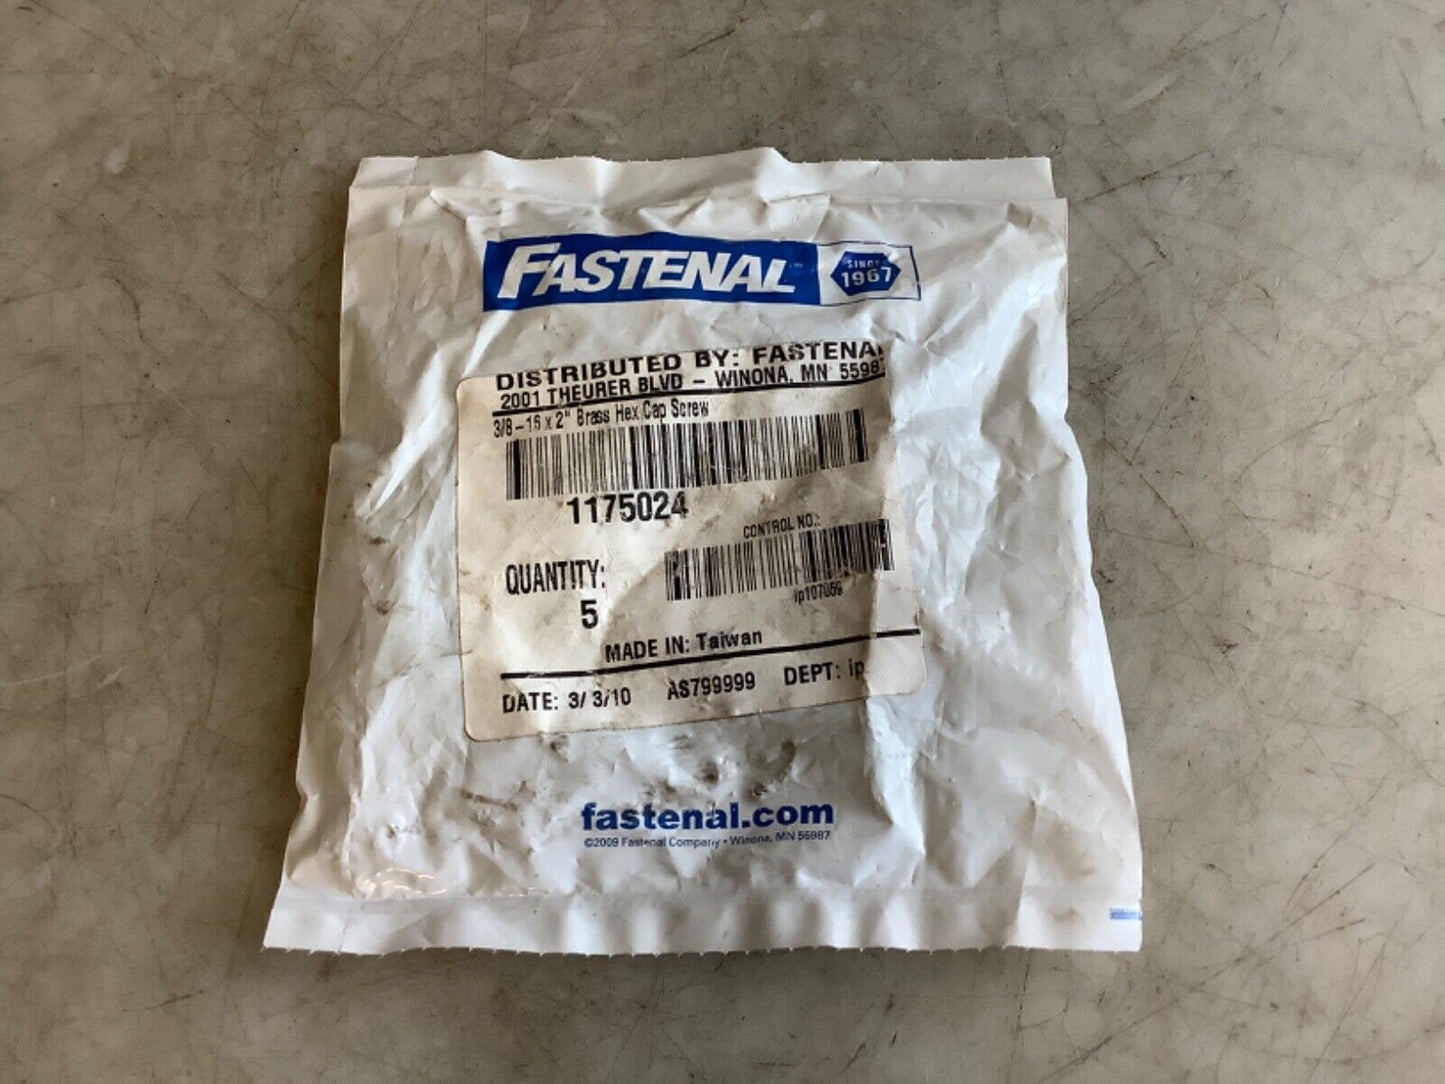 FASTENAL
SINCE
1967
DISTRIBUTED BY: FASTENAL
2001 THEURER BLVD - WINONA, MN 55987
3/8-16 x 2" Brass Hex Cap Screw
1175024
CONTROL NO.:
ip107059
QUANTITY:
5
MADE IN: Taiwan
DATE: 3/ 3/10 AS799999 DEPT: ip
fastenal.com
©2009 Fastenal Company • Winona, MN 55987